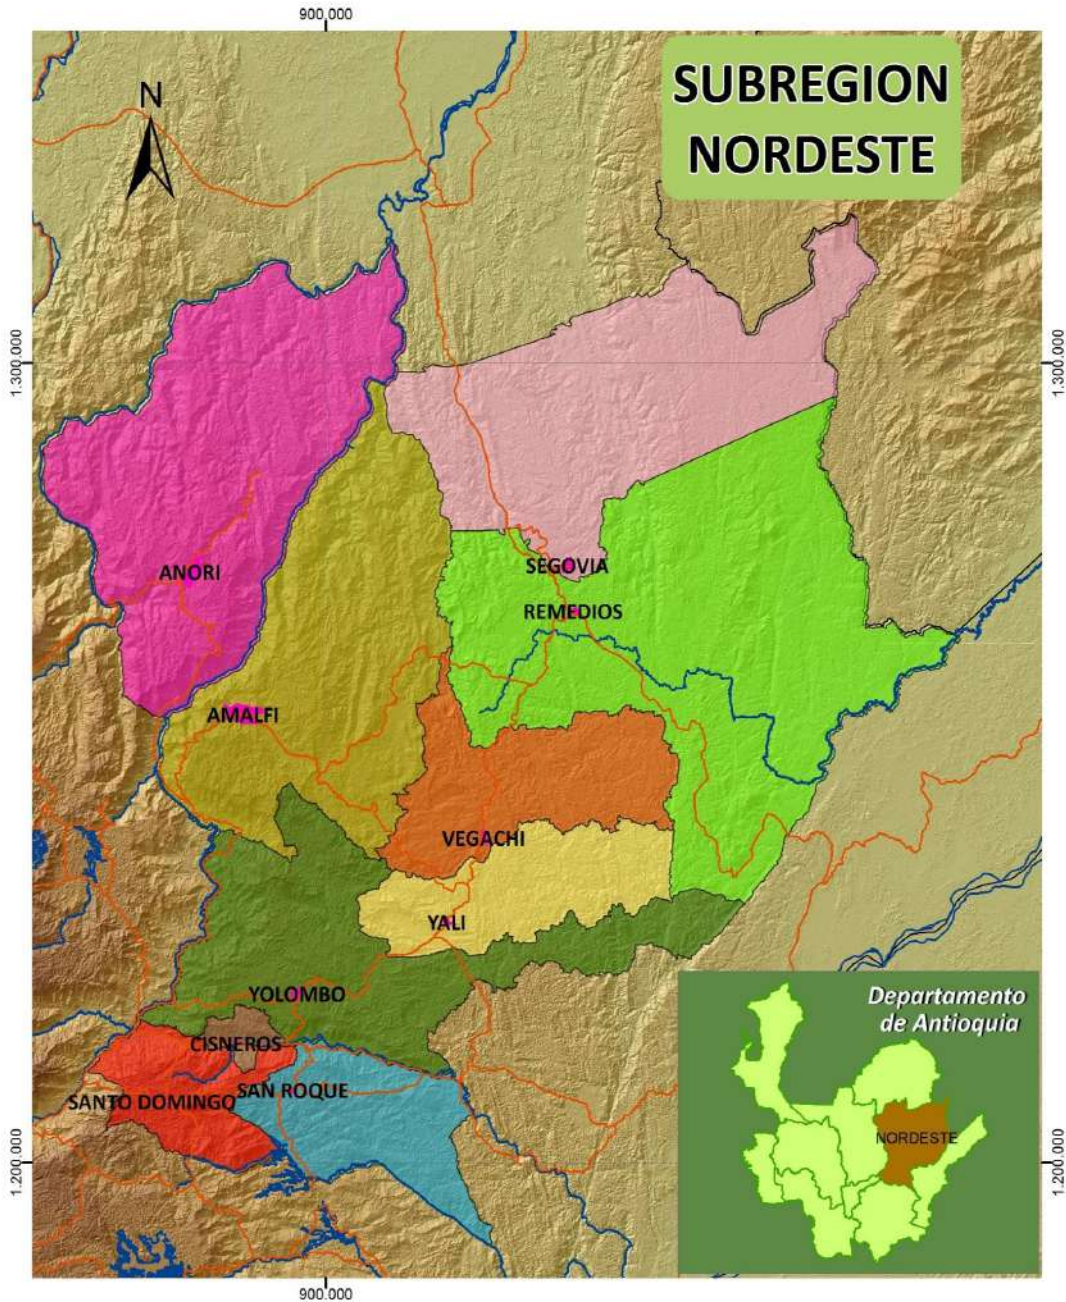 900.000
SUBREGION
NORDESTE
N
1.300.000
1.300.000
ANORI
SEGOVIA
REMEDIOS
AMALFI
VEGACHI
YALI
YOLOMBO
CISNEROS
SAN ROQUE
SANTO DOMINGO
Departamento
de Antioquia
NORDESTE
1.200.000
1.200.000
900.000